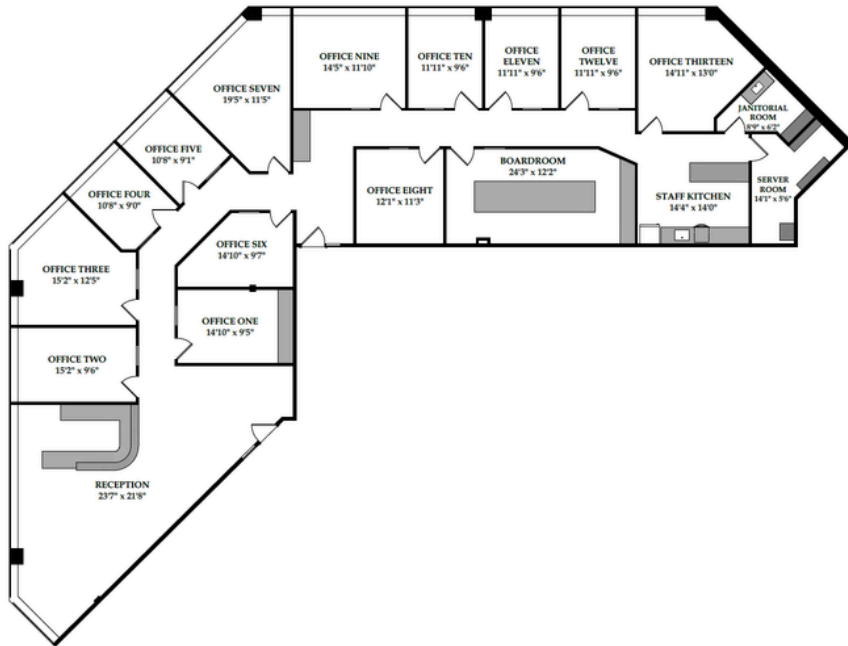 OFFICE NINE
14'5" x 11'10"
OFFICE TEN
11'11" x 9'6"
OFFICE
ELEVEN
11'11" x 9'6"
OFFICE
TWELVE
11'11" x 9'6"
OFFICE THIRTEEN
14'11" x 13'0"
OFFICE SEVEN
19'5" x 11'5"
JANITORIAL
ROOM
8'9" x 6'2"
OFFICE FIVE
10'8" x 9'1"
OFFICE EIGHT
12'1" x 11'3"
BOARDROOM
24'3" x 12'2"
SERVER
ROOM
14'1" x 5'6"
STAFF KITCHEN
14'4" x 14'0"
OFFICE FOUR
10'8" x 9'0"
OFFICE SIX
14'10" x 9'7"
OFFICE THREE
15'2" x 12'5"
OFFICE ONE
14'10" x 9'5"
OFFICE TWO
15'2" x 9'6"
RECEPTION
23'7" x 21'8"